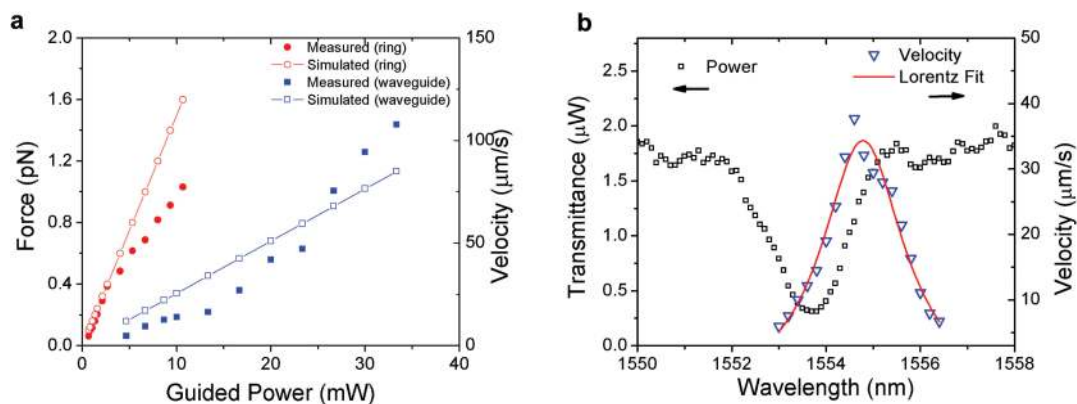 a
2.0
1.6
1.2
0.8
0.4
0.0
Force (pN)
150
100
50
0
Velocity (μm/s)
Measured (ring)
Simulated (ring)
Measured (waveguide)
Simulated (waveguide)
0 10 20 30 40
Guided Power (mW)
b
2.5
2.0
1.5
1.0
0.5
0.0
Transmittance (μW)
50
40
30
20
10
Velocity (μm/s)
Power
Velocity
Lorentz Fit
1550 1552 1554 1556 1558
Wavelength (nm)